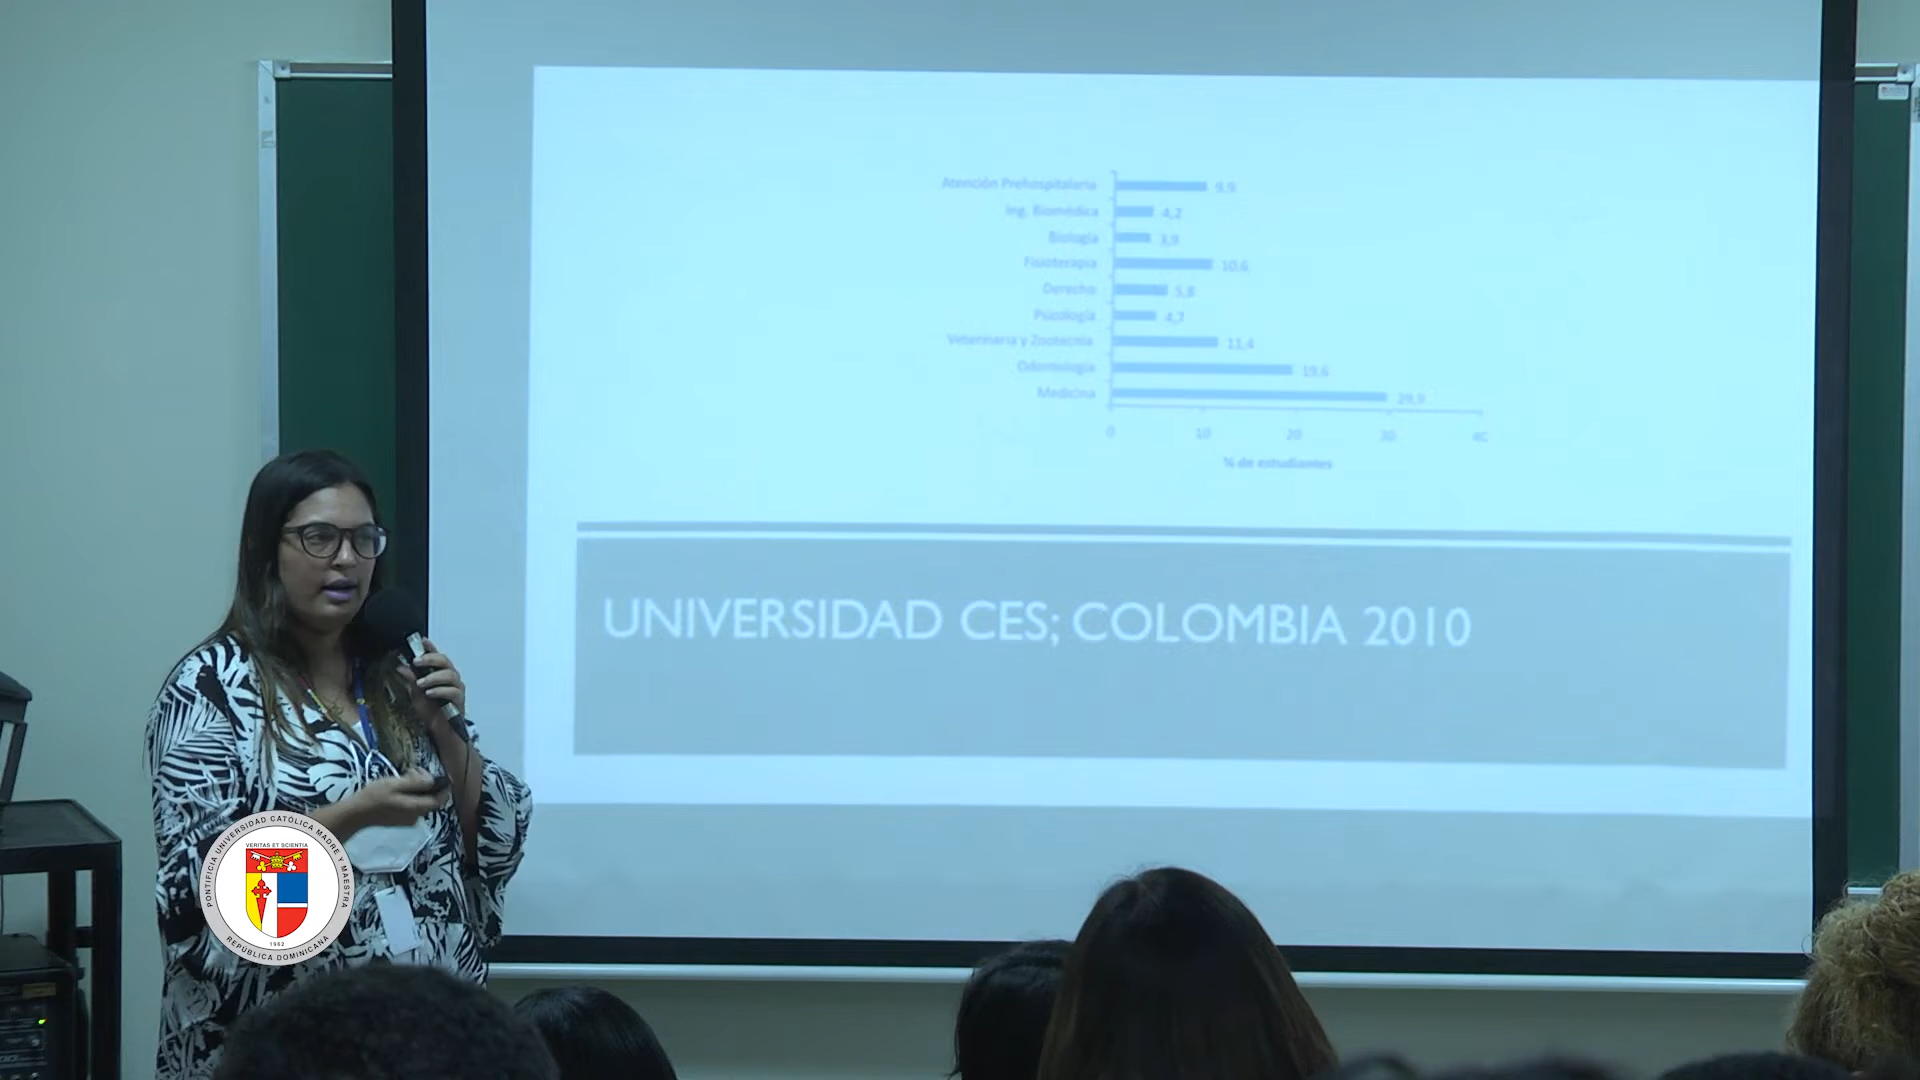 Atención Prehospitalaria 9,9
Ing. Biomédica 4,2
Biología 3,9
Fisioterapia 10,6
Derecho 5,8
Psicología 4,7
Veterinaria y Zootecnia 11,4
Odontología 19,6
Medicina 29,9
0 10 20 30 40
% de estudiantes
UNIVERSIDAD CES; COLOMBIA 2010
PONTIFICIA UNIVERSIDAD CATÓLICA MADRE Y MAESTRA
VERITAS ET SCIENTIA
1962
REPÚBLICA DOMINICANA